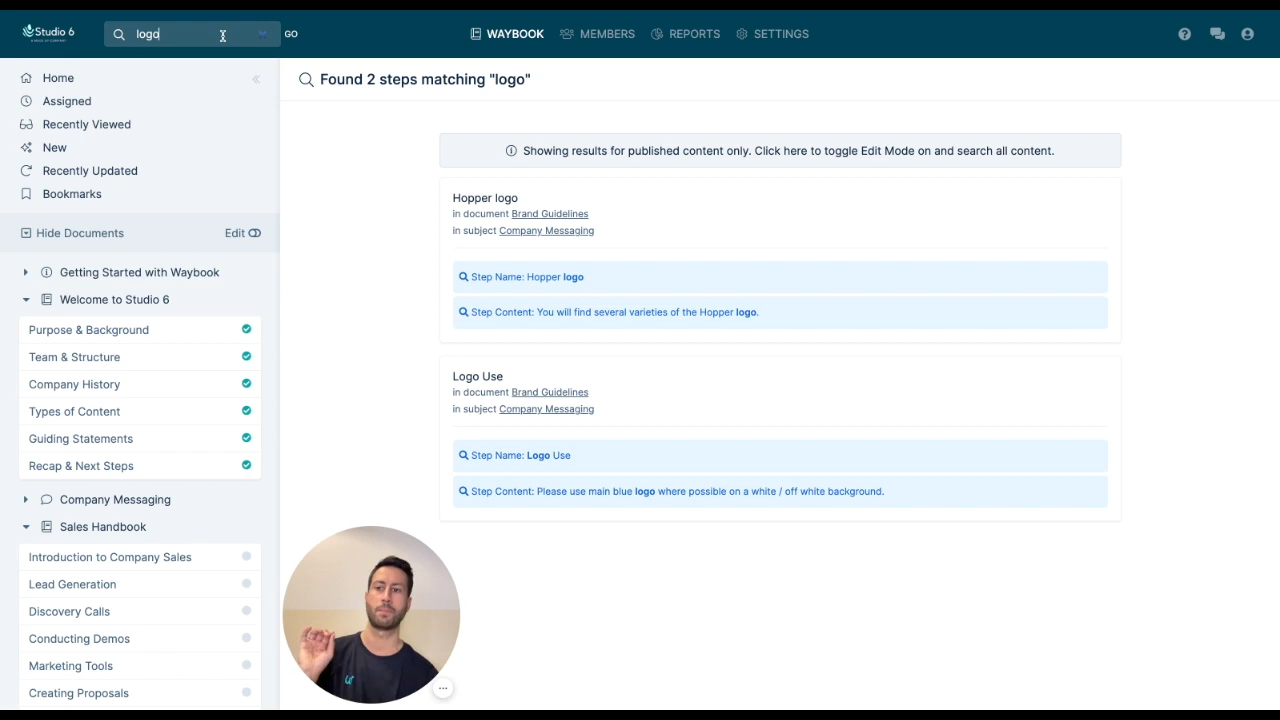 Studio 6
logo
GO
WAYBOOK
MEMBERS
REPORTS
SETTINGS
Home
Assigned
Recently Viewed
New
Recently Updated
Bookmarks
Hide Documents
Edit
Getting Started with Waybook
Welcome to Studio 6
Purpose & Background
Team & Structure
Company History
Types of Content
Guiding Statements
Recap & Next Steps
Company Messaging
Sales Handbook
Introduction to Company Sales
Lead Generation
Discovery Calls
Conducting Demos
Marketing Tools
Creating Proposals
Found 2 steps matching "logo"
Showing results for published content only. Click here to toggle Edit Mode on and search all content.
Hopper logo
in document Brand Guidelines
in subject Company Messaging
Step Name: Hopper logo
Step Content: You will find several varieties of the Hopper logo.
Logo Use
in document Brand Guidelines
in subject Company Messaging
Step Name: Logo Use
Step Content: Please use main blue logo where possible on a white / off white background.